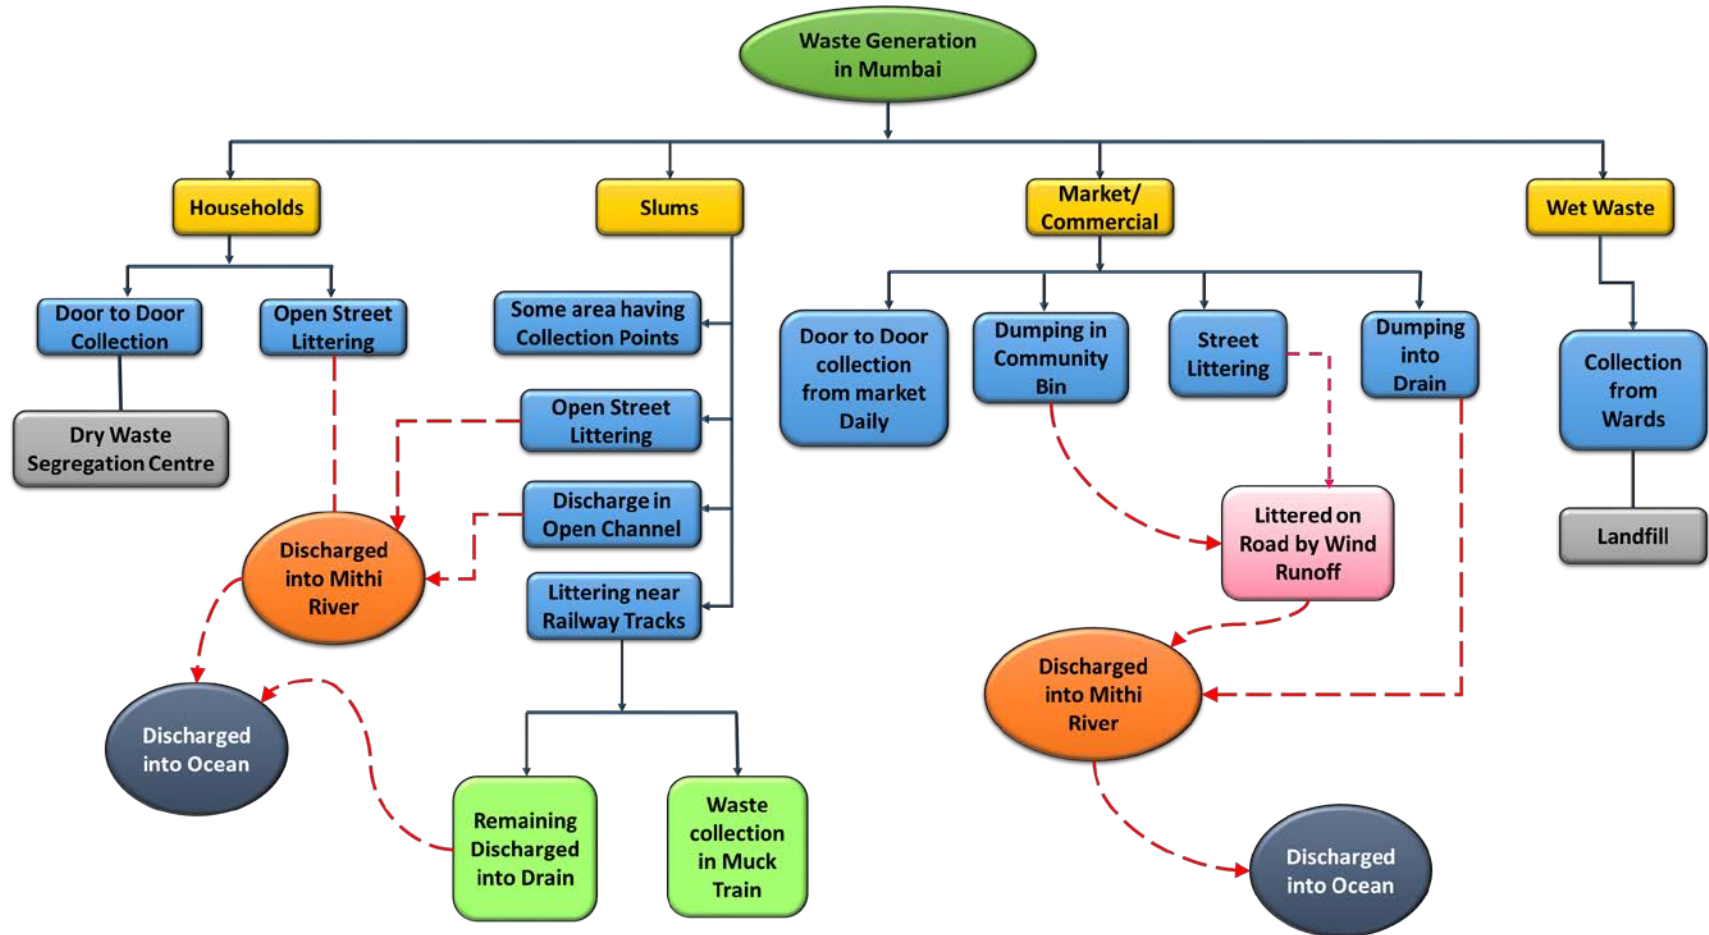 Waste Generation
in Mumbai
Households
Slums
Market/
Commercial
Wet Waste
Door to Door
Collection
Open Street
Littering
Some area having
Collection Points
Door to Door
collection
from market
Daily
Dumping in
Community
Bin
Street
Littering
Dumping
into
Drain
Collection
from
Wards
Dry Waste
Segregation Centre
Open Street
Littering
Discharge in
Open Channel
Littered on
Road by Wind
Runoff
Landfill
Discharged
into Mithi
River
Littering near
Railway Tracks
Discharged
into Mithi
River
Discharged
into Ocean
Remaining
Discharged
into Drain
Waste
collection
in Muck
Train
Discharged
into Ocean